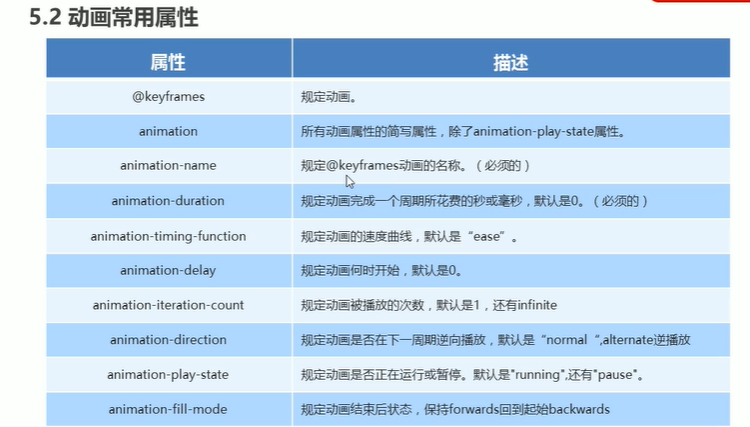 5.2 动画常用属性
属性 描述
@keyframes 规定动画。
animation 所有动画属性的简写属性，除了animation-play-state属性。
animation-name 规定@keyframes动画的名称。（必须的）
animation-duration 规定动画完成一个周期所花费的秒或毫秒，默认是0。（必须的）
animation-timing-function 规定动画的速度曲线，默认是“ease”。
animation-delay 规定动画何时开始，默认是0。
animation-iteration-count 规定动画被播放的次数，默认是1，还有infinite
animation-direction 规定动画是否在下一周期逆向播放，默认是“normal“,alternate逆播放
animation-play-state 规定动画是否正在运行或暂停。默认是"running",还有"pause"。
animation-fill-mode 规定动画结束后状态，保持forwards回到起始backwards